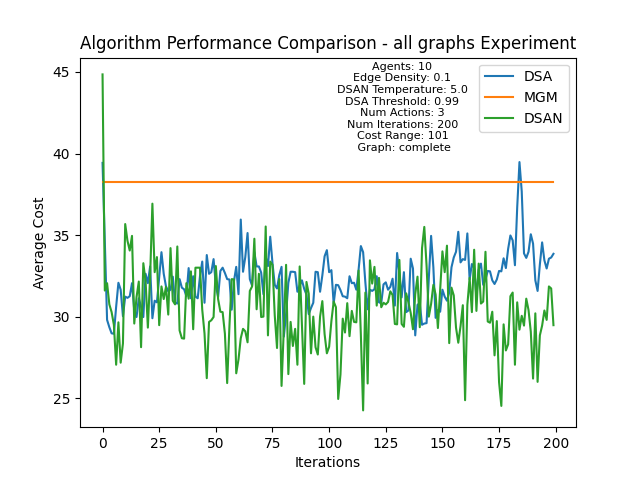 Algorithm Performance Comparison - all graphs Experiment
Agents: 10
Edge Density: 0.1
DSAN Temperature: 5.0
DSA Threshold: 0.99
Num Actions: 3
Num Iterations: 200
Cost Range: 101
Graph: complete
DSA
MGM
DSAN
Average Cost
45
40
35
30
25
0
25
50
75
100
125
150
175
200
Iterations